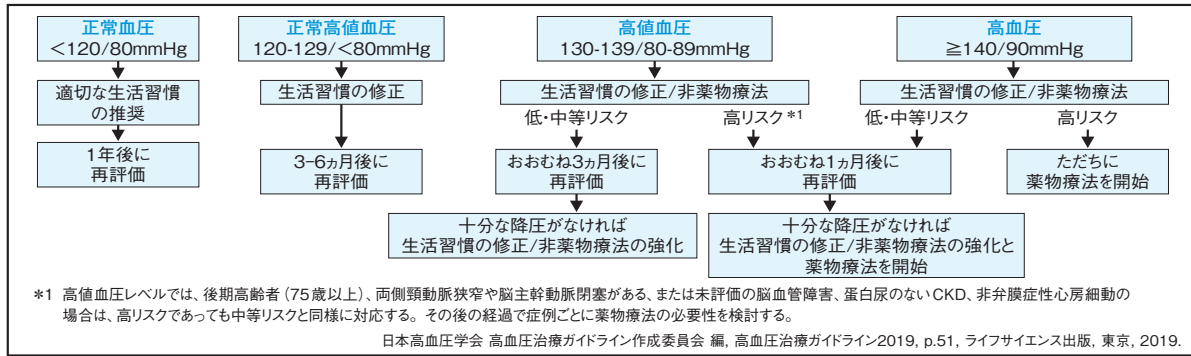 正常血圧
<120/80mmHg
正常高値血圧
120-129/<80mmHg
高値血圧
130-139/80-89mmHg
高血圧
≧140/90mmHg
適切な生活習慣
の推奨
生活習慣の修正
生活習慣の修正/非薬物療法
生活習慣の修正/非薬物療法
低・中等リスク
高リスク*1
低・中等リスク
高リスク
1年後に
再評価
3-6ヵ月後に
再評価
おおむね3ヵ月後に
再評価
おおむね1ヵ月後に
再評価
ただちに
薬物療法を開始
十分な降圧がなければ
生活習慣の修正/非薬物療法の強化
十分な降圧がなければ
生活習慣の修正/非薬物療法の強化と
薬物療法を開始
*1 高値血圧レベルでは、後期高齢者(75歳以上)、両側頸動脈狭窄や脳主幹動脈閉塞がある、または未評価の脳血管障害、蛋白尿のないCKD、非弁膜症性心房細動の
場合は、高リスクであっても中等リスクと同様に対応する。その後の経過で症例ごとに薬物療法の必要性を検討する。
日本高血圧学会 高血圧治療ガイドライン作成委員会 編, 高血圧治療ガイドライン2019, p.51, ライフサイエンス出版, 東京, 2019.